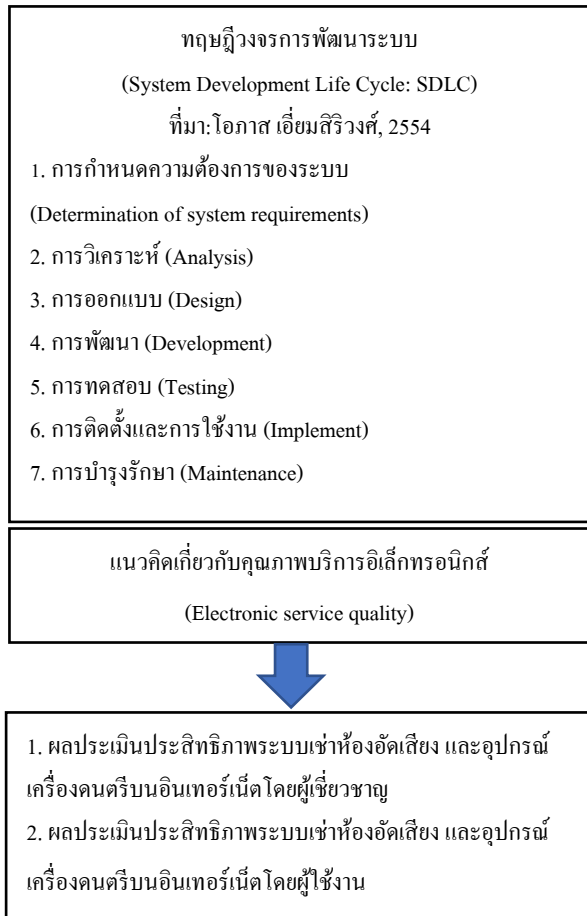 ทฤษฎีวงจรการพัฒนาระบบ
(System Development Life Cycle: SDLC)
ที่มา:โอภาส เอี่ยมสิริวงศ์, 2554
1. การกำหนดความต้องการของระบบ
(Determination of system requirements)
2. การวิเคราะห์ (Analysis)
3. การออกแบบ (Design)
4. การพัฒนา (Development)
5. การทดสอบ (Testing)
6. การติดตั้งและการใช้งาน (Implement)
7. การบำรุงรักษา (Maintenance)
แนวคิดเกี่ยวกับคุณภาพบริการอิเล็กทรอนิกส์
(Electronic service quality)
1. ผลประเมินประสิทธิภาพระบบเช่าห้องอัดเสียง และอุปกรณ์
เครื่องดนตรีบนอินเทอร์เน็ตโดยผู้เชี่ยวชาญ
2. ผลประเมินประสิทธิภาพระบบเช่าห้องอัดเสียง และอุปกรณ์
เครื่องดนตรีบนอินเทอร์เน็ตโดยผู้ใช้งาน